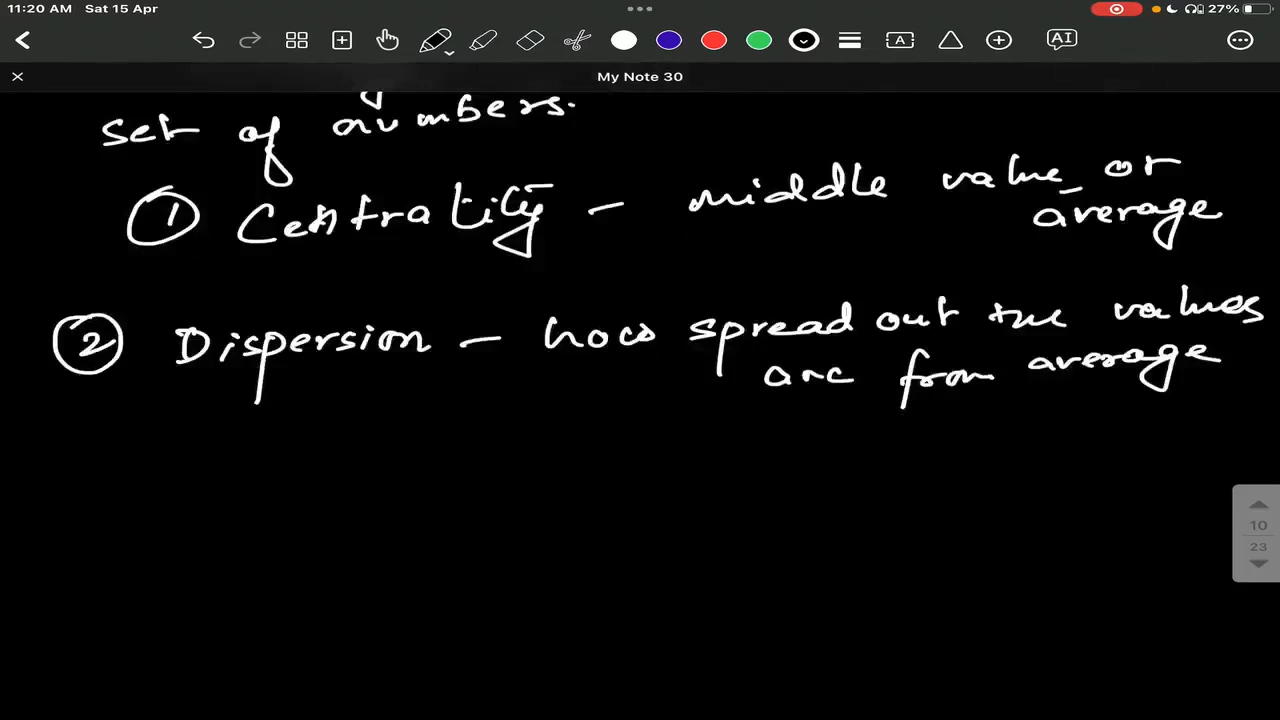 11:20 AM Sat 15 Apr
27%
A
AI
My Note 30
set of numbers.
① Centrality - middle value or
average
② Dispersion - how spread out the values
are from average
10
23